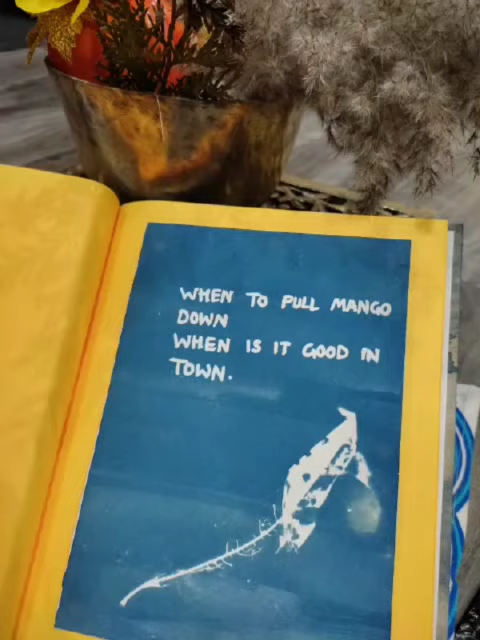 WHEN TO PULL MANGO
DOWN
WHEN IS IT GOOD IN
TOWN.